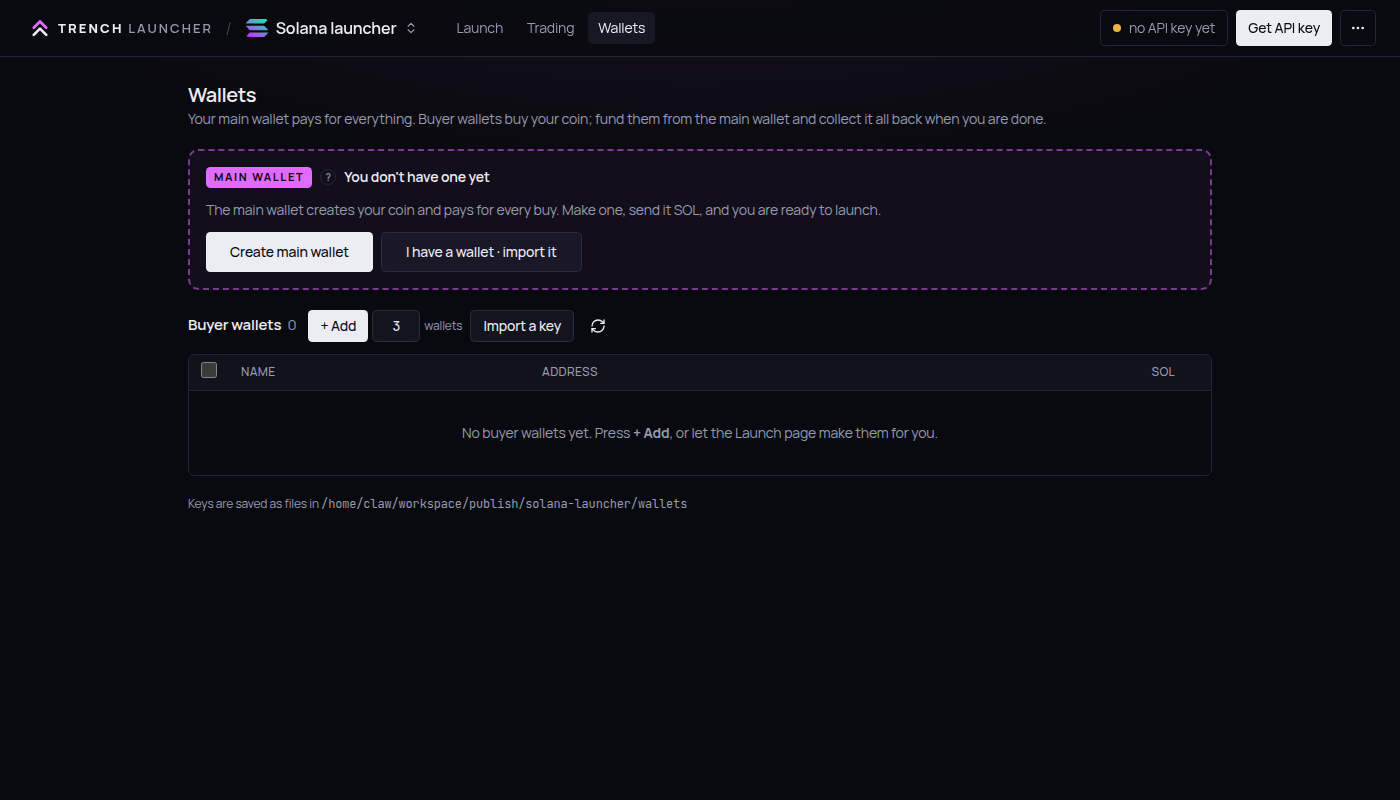 TRENCH LAUNCHER / Solana launcher Launch Trading Wallets no API key yet Get API key ...
Wallets
Your main wallet pays for everything. Buyer wallets buy your coin; fund them from the main wallet and collect it all back when you are done.
MAIN WALLET ? You don't have one yet
The main wallet creates your coin and pays for every buy. Make one, send it SOL, and you are ready to launch.
Create main wallet I have a wallet · import it
Buyer wallets 0 + Add 3 wallets Import a key
NAME ADDRESS SOL
No buyer wallets yet. Press + Add, or let the Launch page make them for you.
Keys are saved as files in /home/claw/workspace/publish/solana-launcher/wallets